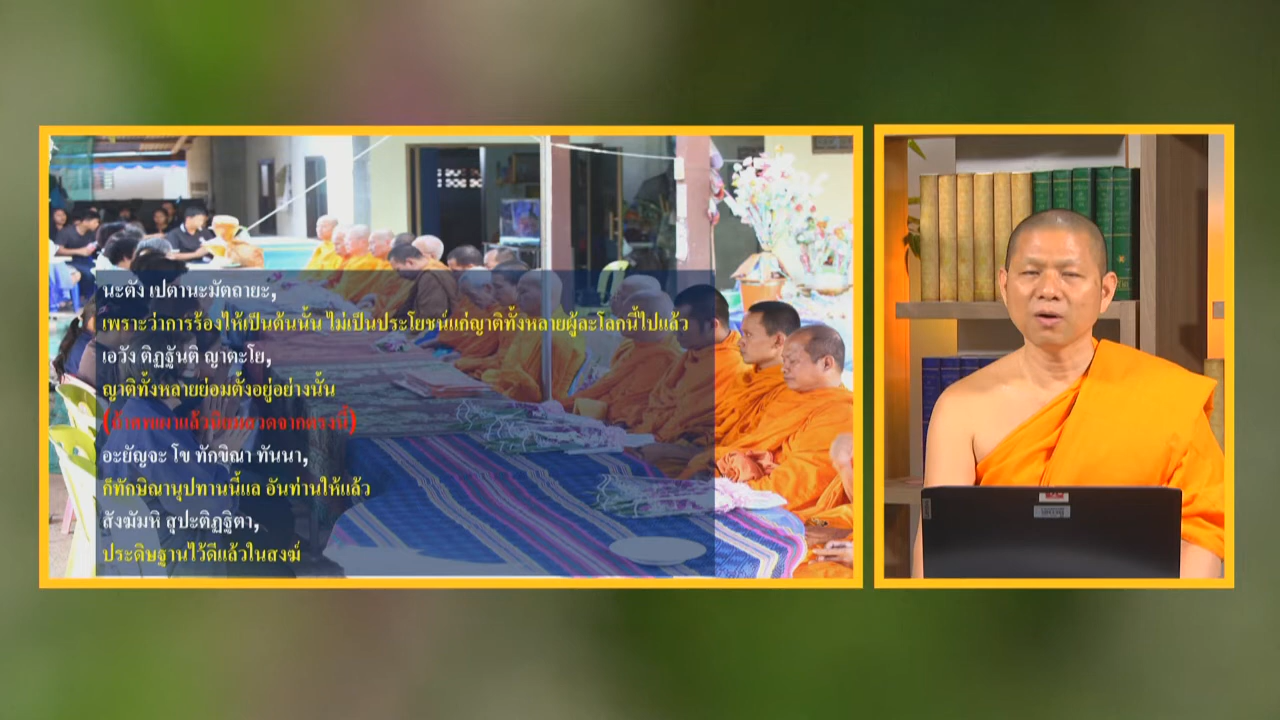 นะตัง เปตานะมัตถายะ,
เพราะว่าการร้องไห้เป็นต้นนั้น ไม่เป็นประโยชน์แก่ญาติทั้งหลายผู้ละโลกนี้ไปแล้ว
เอวัง ติฏฐันติ ญาตะโย,
ญาติทั้งหลายย่อมตั้งอยู่อย่างนั้น
จากตรงนี้)
อะยัญจะ โข ทักขิณา ทันนา,
ก็ทักษิณานุปทานนี้แล อันท่านให้แล้ว
สังฆัมหิ สุปะติฏฐิตา,
ประดิษฐานไว้ดีแล้วในสงฆ์